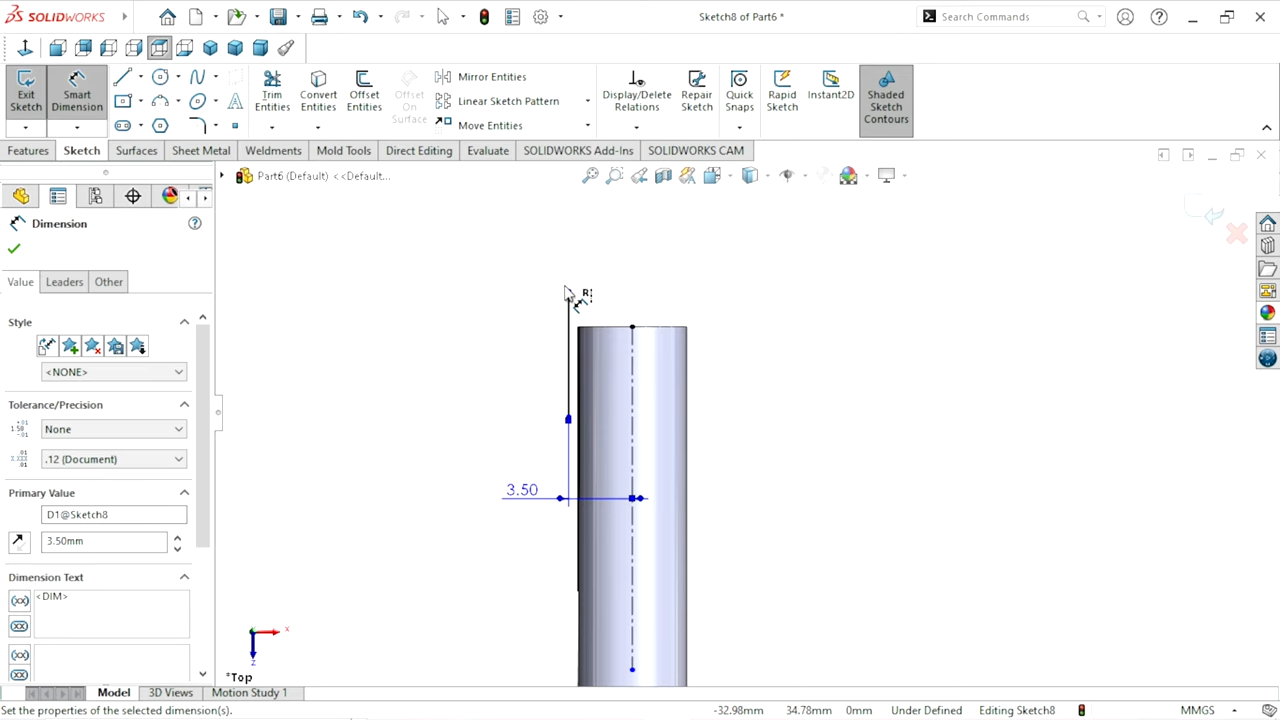 SOLIDWORKS
Sketch8 of Part6 *
Search Commands
Exit Sketch
Smart Dimension
Trim Entities
Convert Entities
Offset Entities
Offset On Surface
Mirror Entities
Linear Sketch Pattern
Move Entities
Display/Delete Relations
Repair Sketch
Quick Snaps
Rapid Sketch
Instant2D
Shaded Sketch Contours
Features
Sketch
Surfaces
Sheet Metal
Weldments
Mold Tools
Direct Editing
Evaluate
SOLIDWORKS Add-Ins
SOLIDWORKS CAM
Part6 (Default) <<Default...
Dimension
Value
Leaders
Other
Style
<NONE>
Tolerance/Precision
None
.12 (Document)
Primary Value
D1@Sketch8
3.50mm
Dimension Text
<DIM>
3.50
*Top
Model
3D Views
Motion Study 1
Set the properties of the selected dimension(s).
-32.98mm
34.78mm
0mm
Under Defined
Editing Sketch8
MMGS